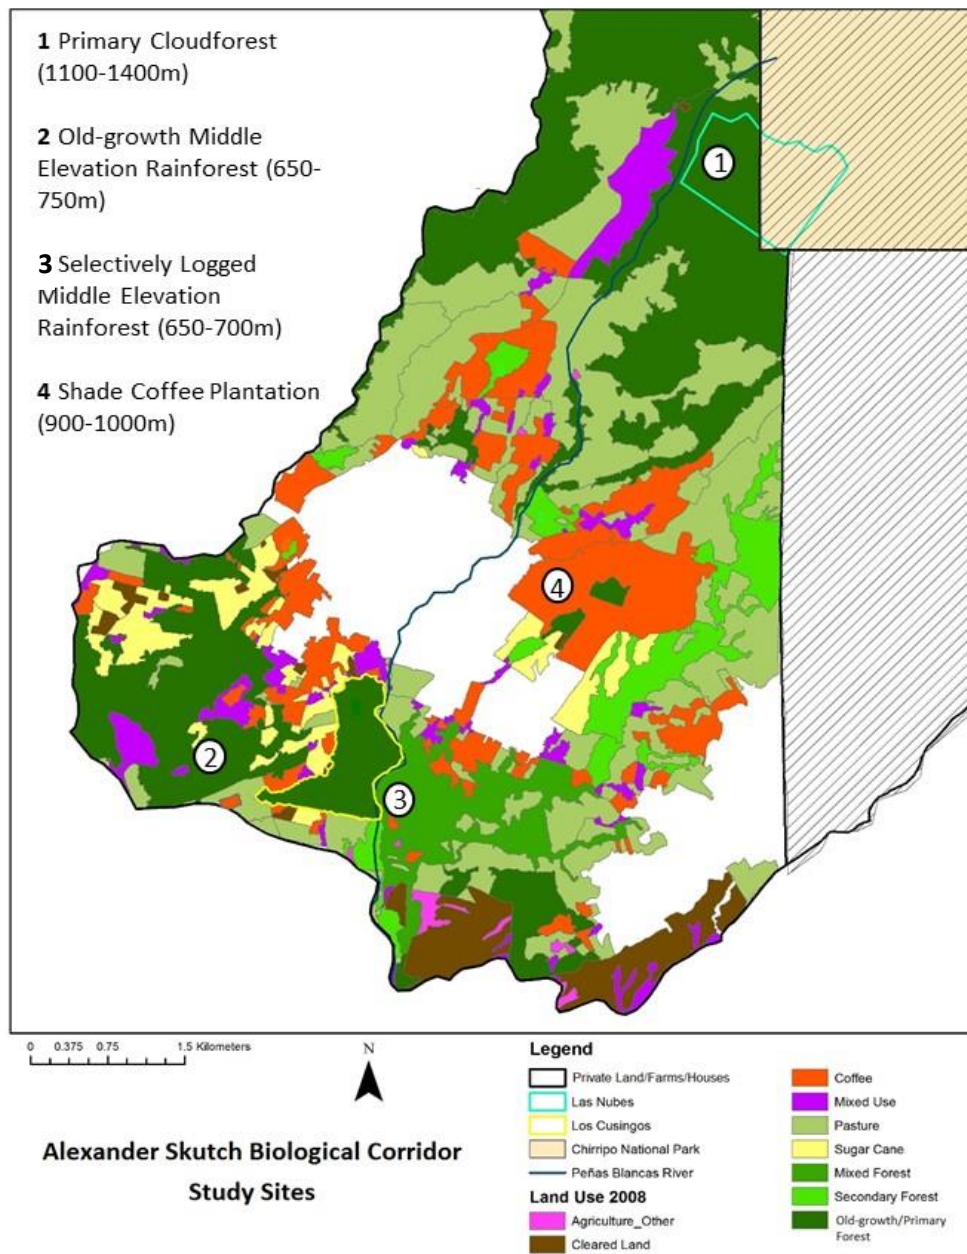 1 Primary Cloudforest
(1100-1400m)
2 Old-growth Middle
Elevation Rainforest (650-
750m)
3 Selectively Logged
Middle Elevation
Rainforest (650-700m)
4 Shade Coffee Plantation
(900-1000m)
1
4
2
3
0 0.375 0.75 1.5 Kilometers
N
Alexander Skutch Biological Corridor
Study Sites
Legend
Private Land/Farms/Houses
Las Nubes
Los Cusingos
Chirripo National Park
Peñas Blancas River
Land Use 2008
Agriculture_Other
Cleared Land
Coffee
Mixed Use
Pasture
Sugar Cane
Mixed Forest
Secondary Forest
Old-growth/Primary
Forest